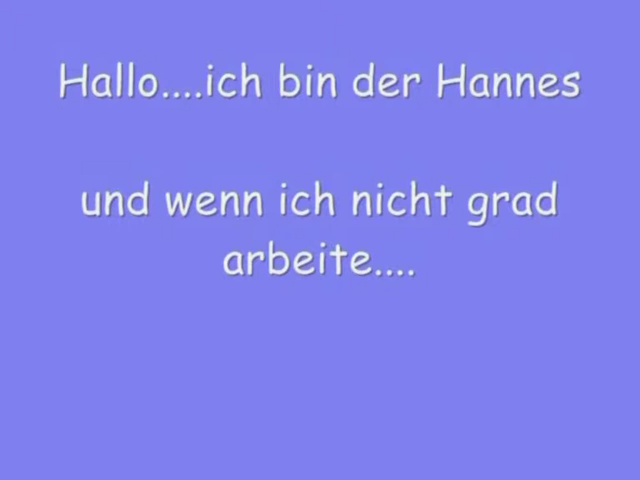 Hallo....ich bin der Hannes
und wenn ich nicht grad
arbeite....